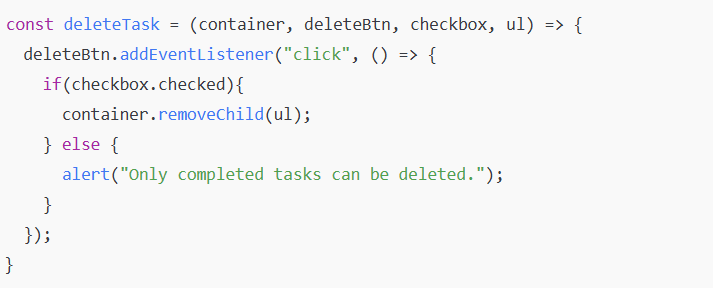 const deleteTask = (container, deleteBtn, checkbox, ul) => {
  deleteBtn.addEventListener("click", () => {
    if(checkbox.checked){
      container.removeChild(ul);
    } else {
      alert("Only completed tasks can be deleted.");
    }
  });
}